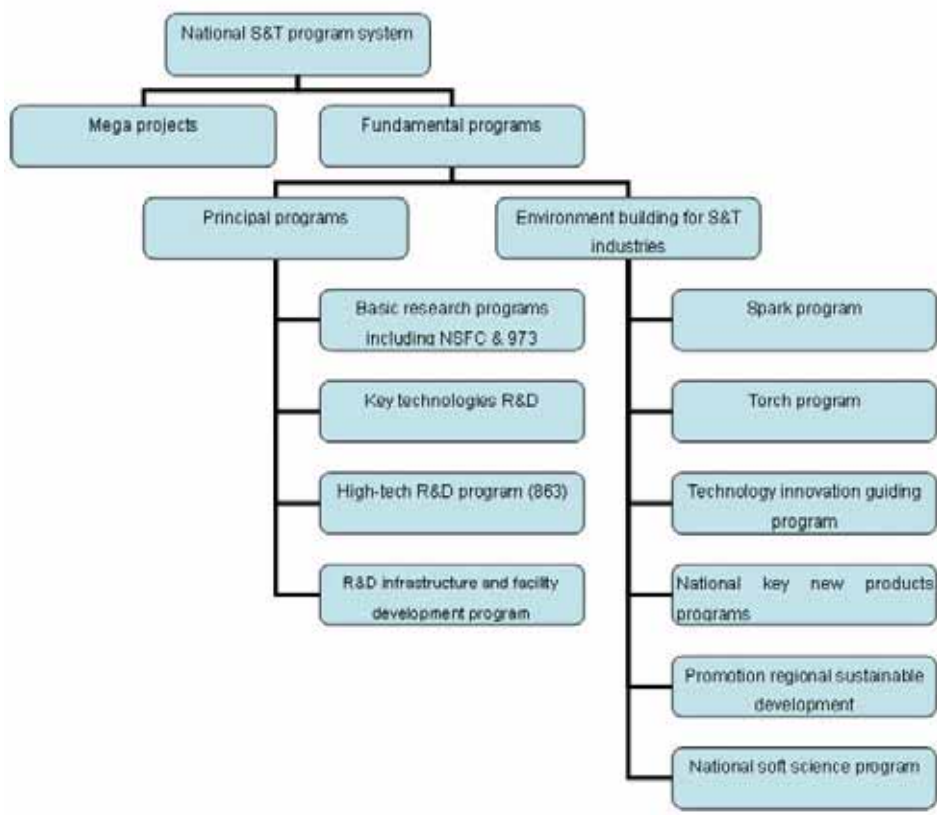 National S&T program system
Mega projects
Fundamental programs
Principal programs
Environment building for S&T
industries
Basic research programs
including NSFC & 973
Key technologies R&D
High-tech R&D program (863)
R&D infrastructure and facility
development program
Spark program
Torch program
Technology innovation guiding
program
National key new products
programs
Promotion regional sustainable
development
National soft science program